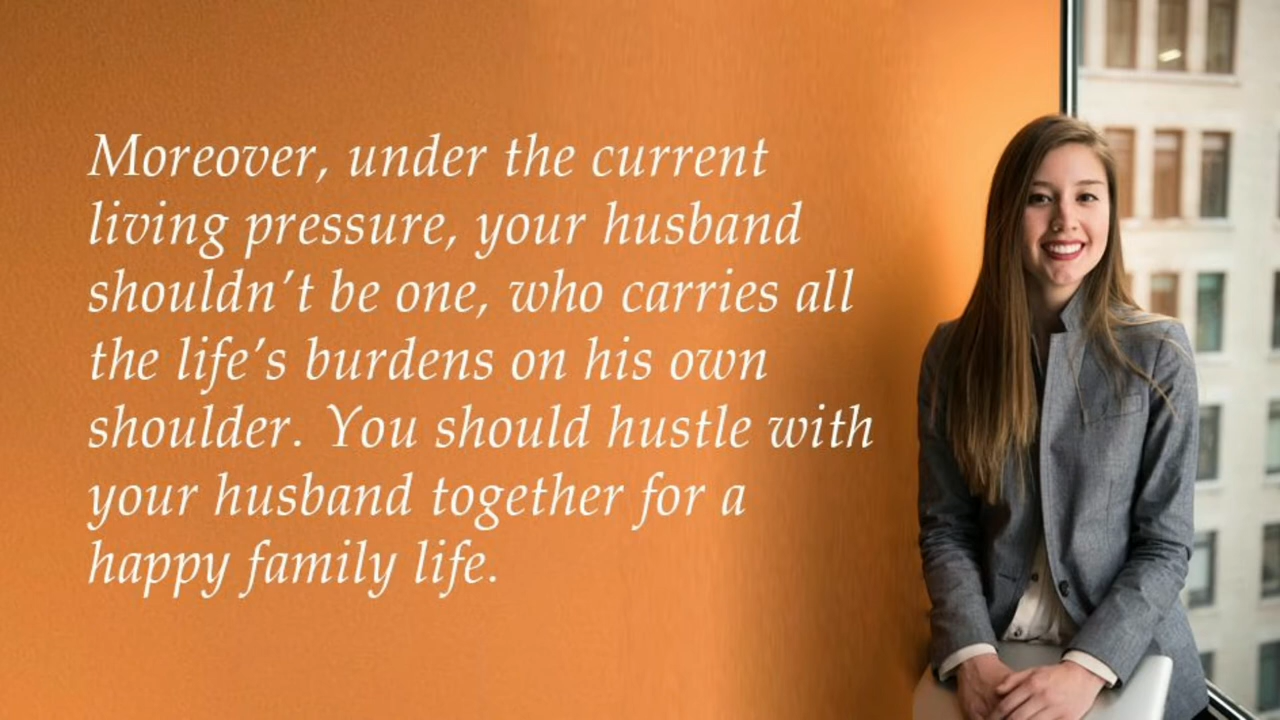 Moreover, under the current
living pressure, your husband
shouldn’t be one, who carries all
the life’s burdens on his own
shoulder. You should hustle with
your husband together for a
happy family life.